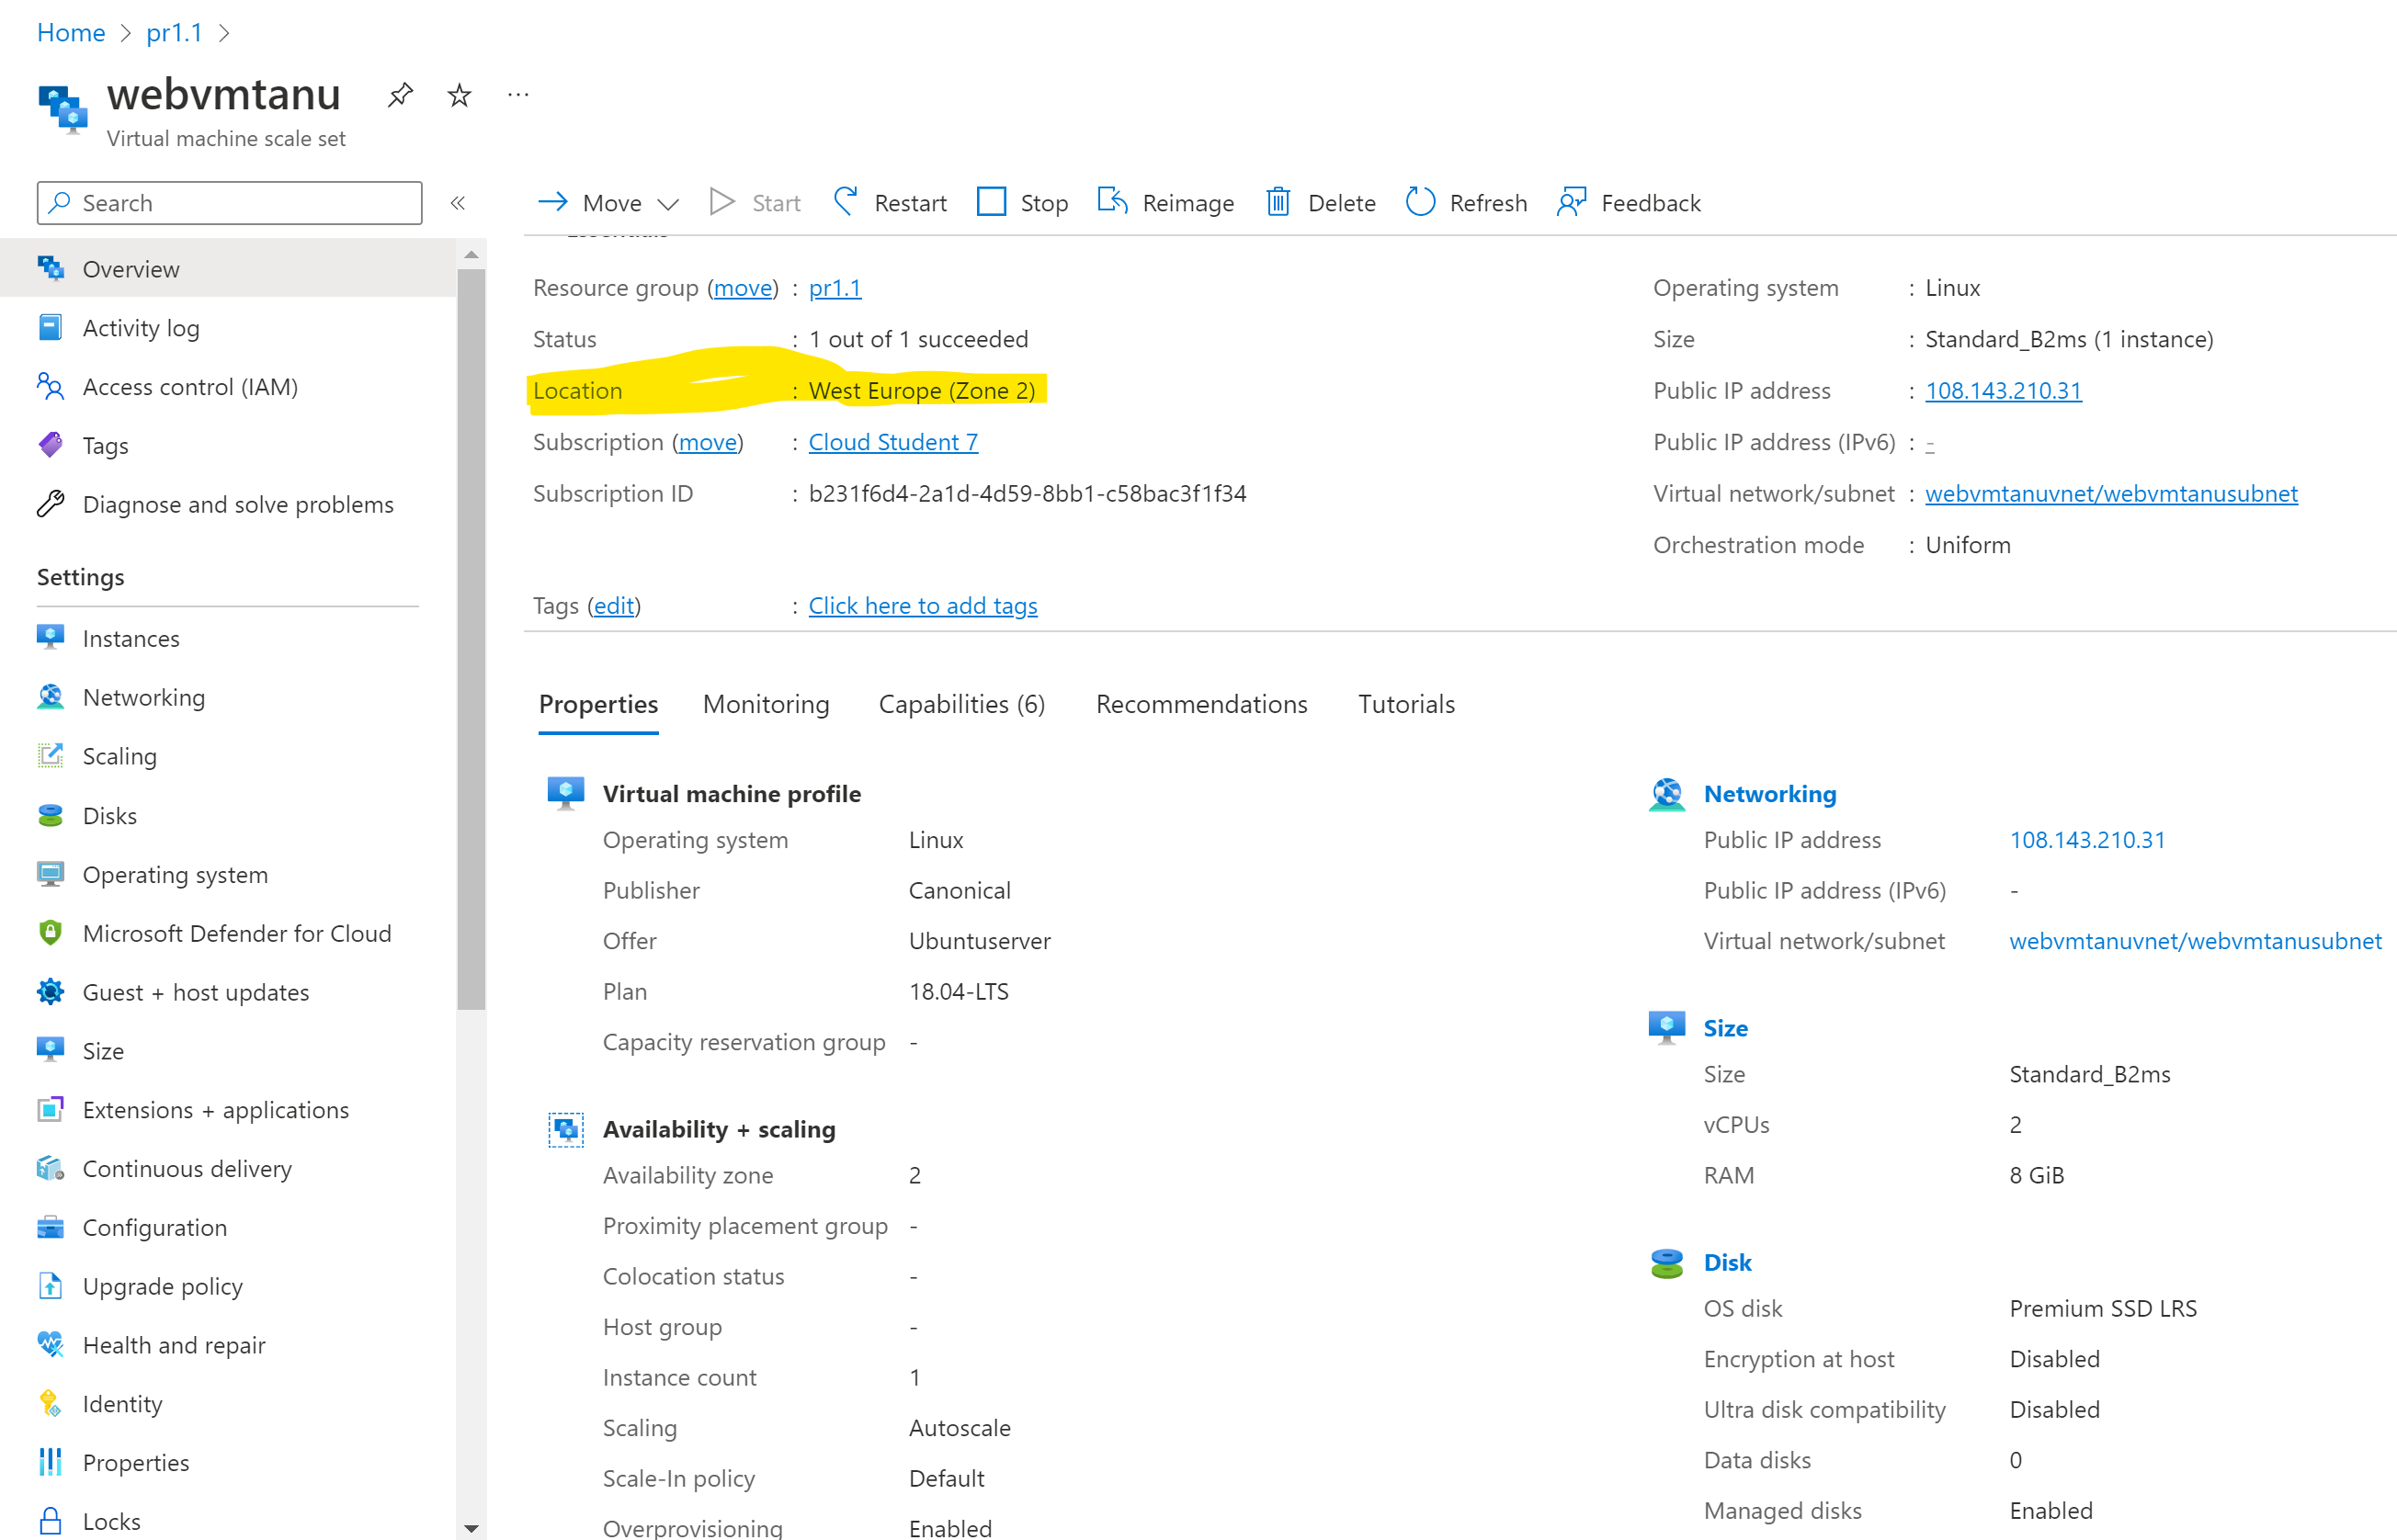 Home > pr1.1 >
webvmtanu ...
Virtual machine scale set
Search «
Move Start Restart Stop Reimage Delete Refresh Feedback
Overview
Activity log
Access control (IAM)
Tags
Diagnose and solve problems
Settings
Instances
Networking
Scaling
Disks
Operating system
Microsoft Defender for Cloud
Guest + host updates
Size
Extensions + applications
Continuous delivery
Configuration
Upgrade policy
Health and repair
Identity
Properties
Locks
Essentials
Resource group (move) : pr1.1
Status : 1 out of 1 succeeded
Location : West Europe (Zone 2)
Subscription (move) : Cloud Student 7
Subscription ID : b231f6d4-2a1d-4d59-8bb1-c58bac3f1f34
Operating system : Linux
Size : Standard_B2ms (1 instance)
Public IP address : 108.143.210.31
Public IP address (IPv6) : -
Virtual network/subnet : webvmtanuvnet/webvmtanusubnet
Orchestration mode : Uniform
Tags (edit) : Click here to add tags
Properties Monitoring Capabilities (6) Recommendations Tutorials
Virtual machine profile
Operating system Linux
Publisher Canonical
Offer Ubuntuserver
Plan 18.04-LTS
Capacity reservation group -
Availability + scaling
Availability zone 2
Proximity placement group -
Colocation status -
Host group -
Instance count 1
Scaling Autoscale
Scale-In policy Default
Overprovisioning Enabled
Networking
Public IP address 108.143.210.31
Public IP address (IPv6) -
Virtual network/subnet webvmtanuvnet/webvmtanusubnet
Size
Size Standard_B2ms
vCPUs 2
RAM 8 GiB
Disk
OS disk Premium SSD LRS
Encryption at host Disabled
Ultra disk compatibility Disabled
Data disks 0
Managed disks Enabled